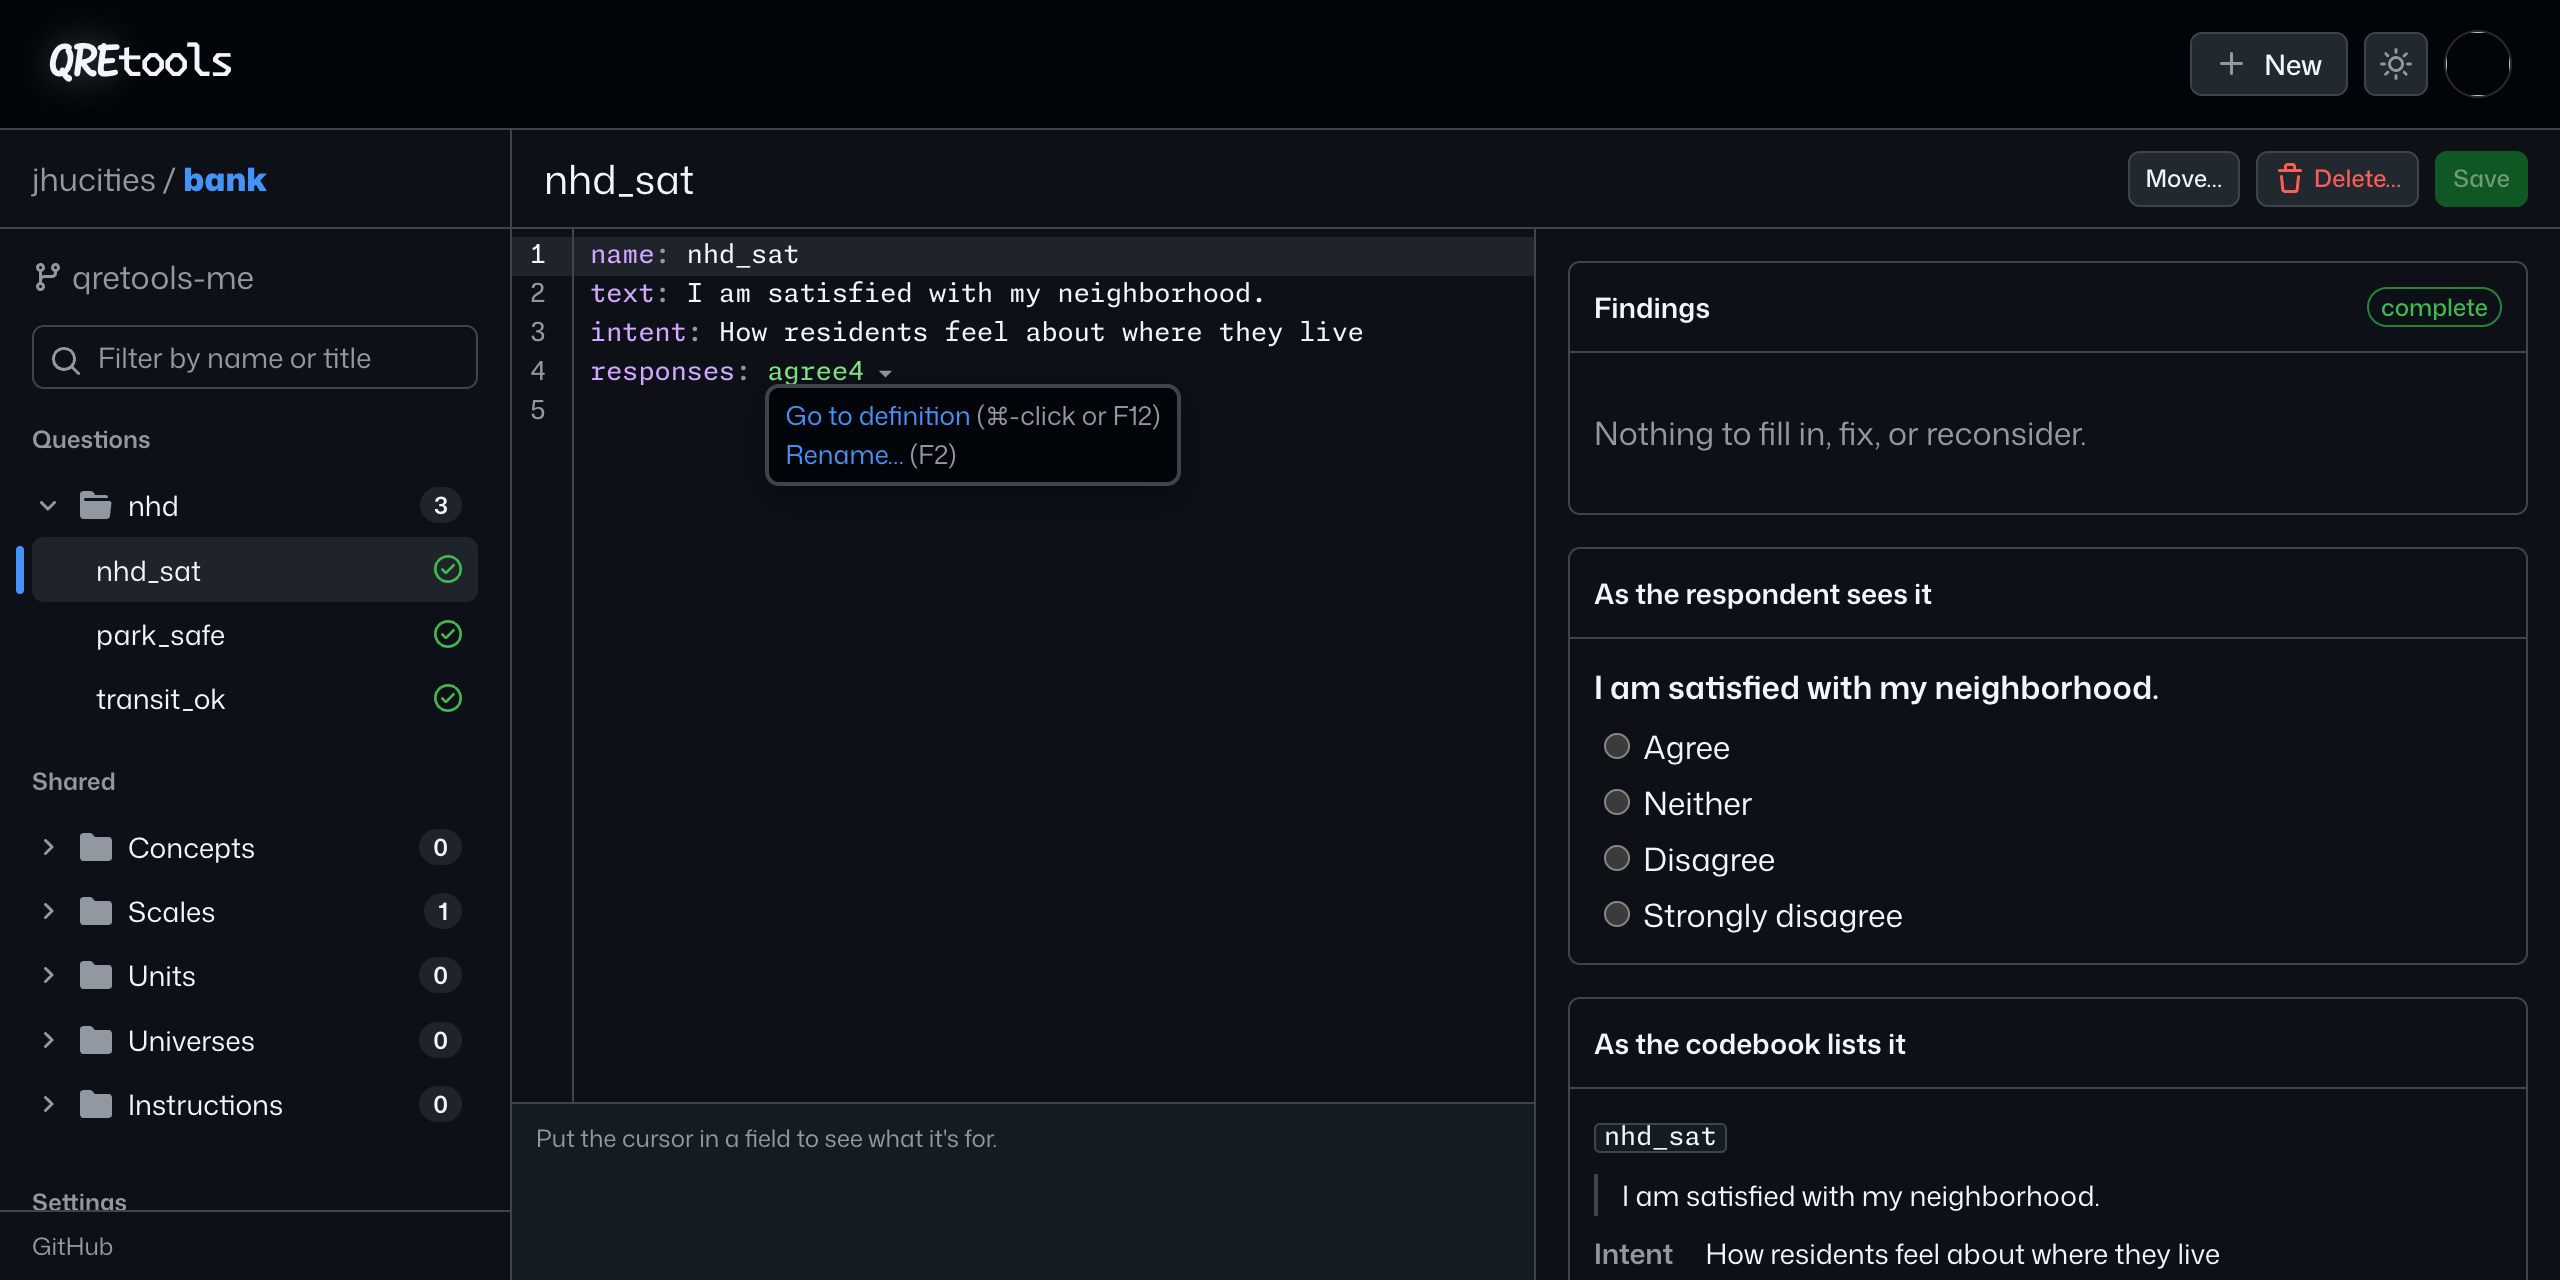 QREtools
New
jhucities / bank
nhd_sat
Move...
Delete...
Save
qretools-me
Filter by name or title
Questions
nhd 3
nhd_sat
park_safe
transit_ok
Shared
Concepts 0
Scales 1
Units 0
Universes 0
Instructions 0
Settings
GitHub
1 name: nhd_sat
2 text: I am satisfied with my neighborhood.
3 intent: How residents feel about where they live
4 responses: agree4
5
Go to definition (⌘-click or F12)
Rename... (F2)
Put the cursor in a field to see what it's for.
Findings complete
Nothing to fill in, fix, or reconsider.
As the respondent sees it
I am satisfied with my neighborhood.
Agree
Neither
Disagree
Strongly disagree
As the codebook lists it
nhd_sat
I am satisfied with my neighborhood.
Intent How residents feel about where they live